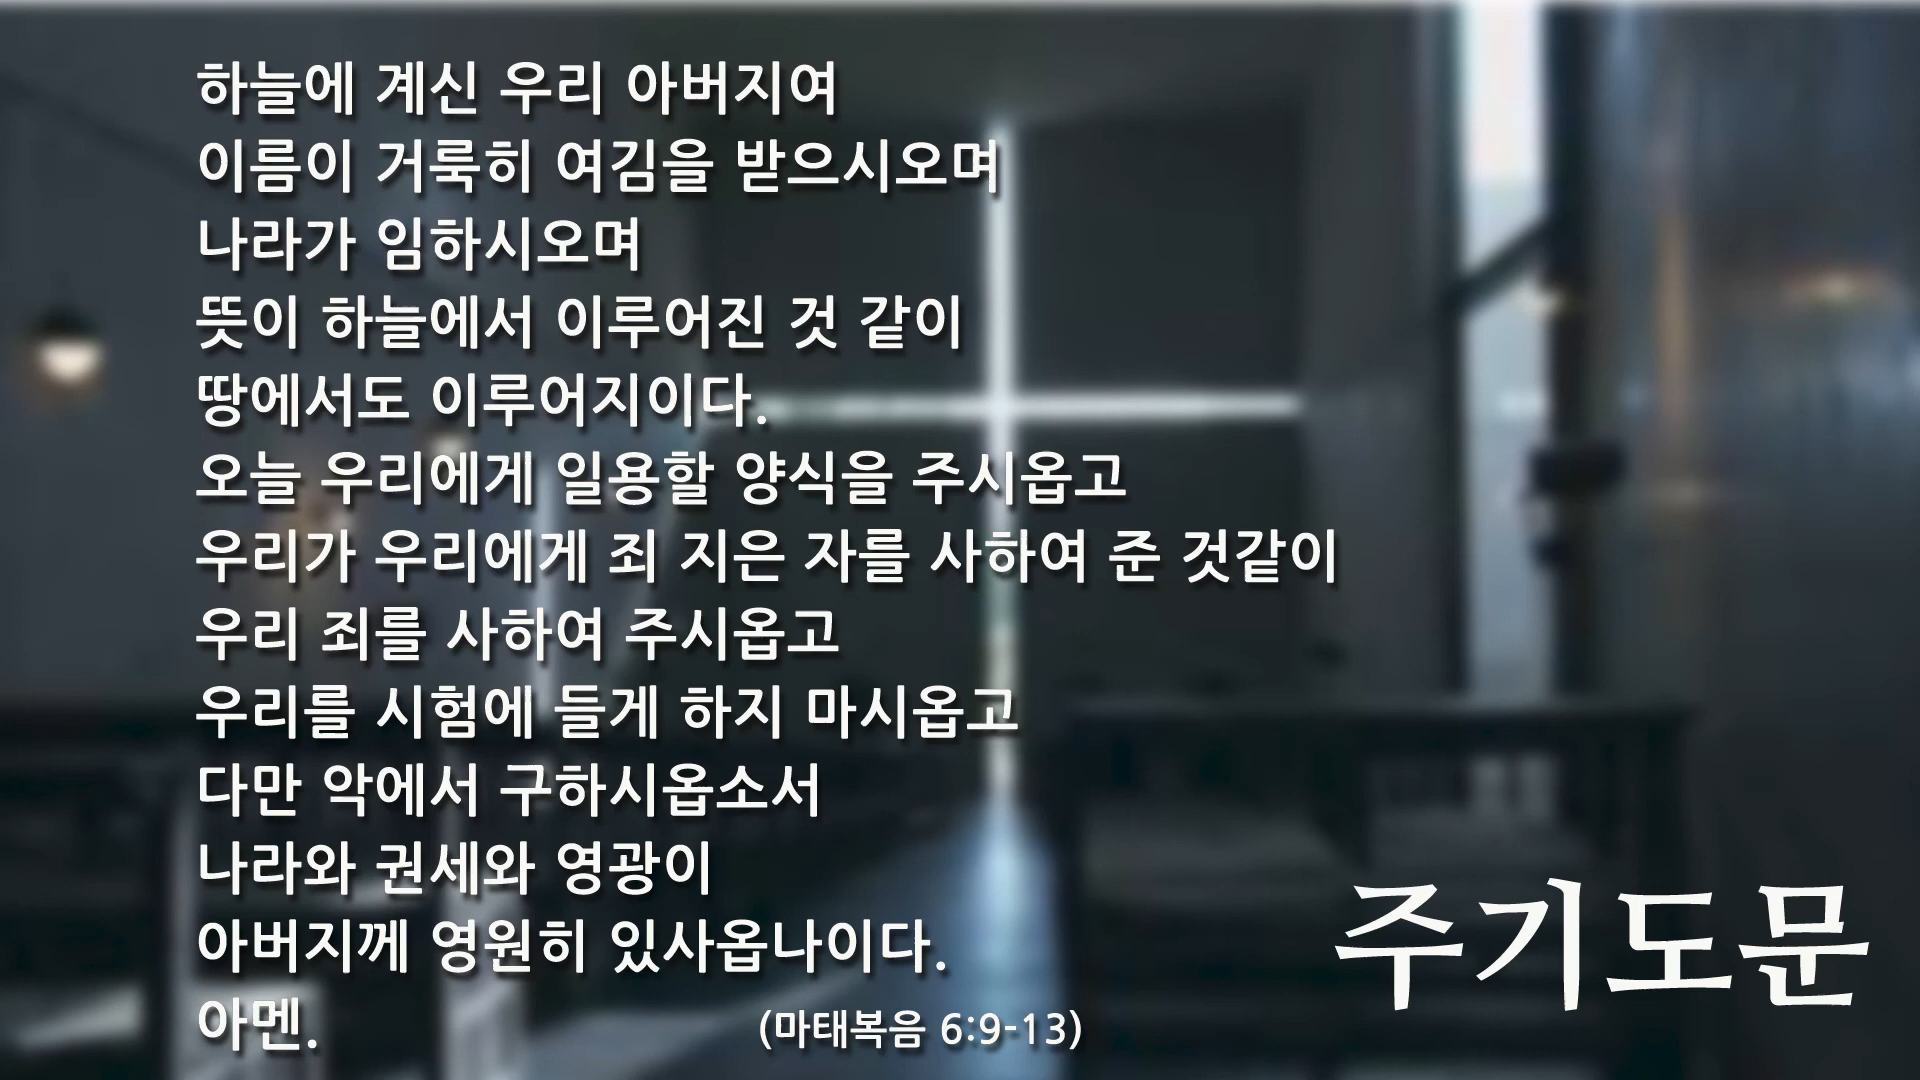 하늘에 계신 우리 아버지여
이름이 거룩히 여김을 받으시오며
나라가 임하시오며
뜻이 하늘에서 이루어진 것 같이
땅에서도 이루어지이다.
오늘 우리에게 일용할 양식을 주시옵고
우리가 우리에게 죄 지은 자를 사하여 준 것같이
우리 죄를 사하여 주시옵고
우리를 시험에 들게 하지 마시옵고
다만 악에서 구하시옵소서
나라와 권세와 영광이
아버지께 영원히 있사옵나이다.
아멘.
(마태복음 6:9-13)
주기도문